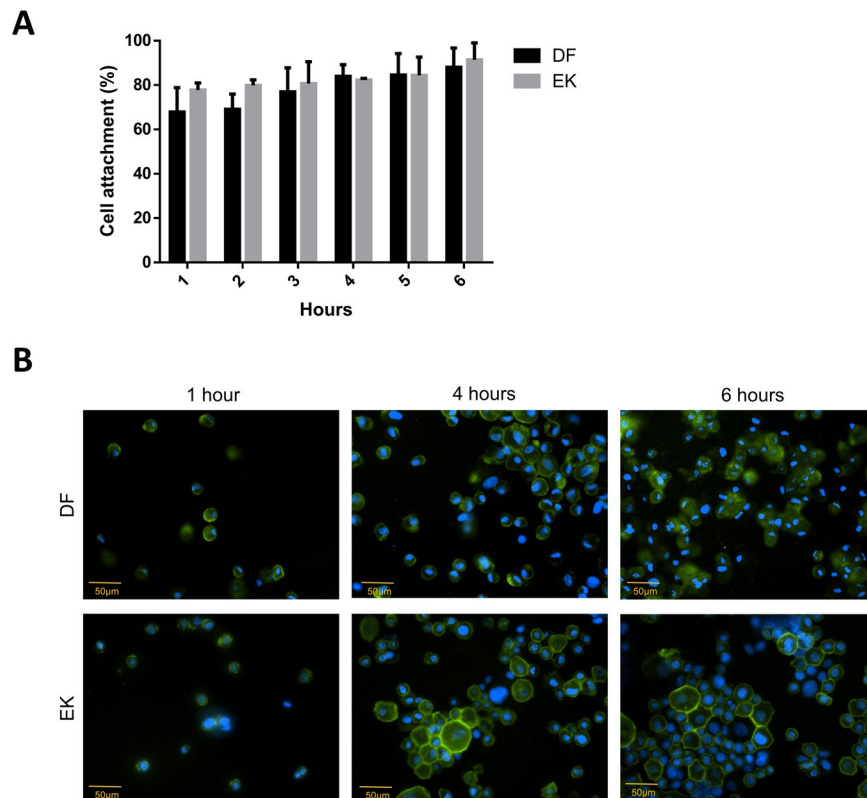 A
100
80
60
40
20
0
Cell attachment (%)
1 2 3 4 5 6
Hours
DF
EK
B
1 hour 4 hours 6 hours
DF
50µm 50µm 50µm
EK
50µm 50µm 50µm